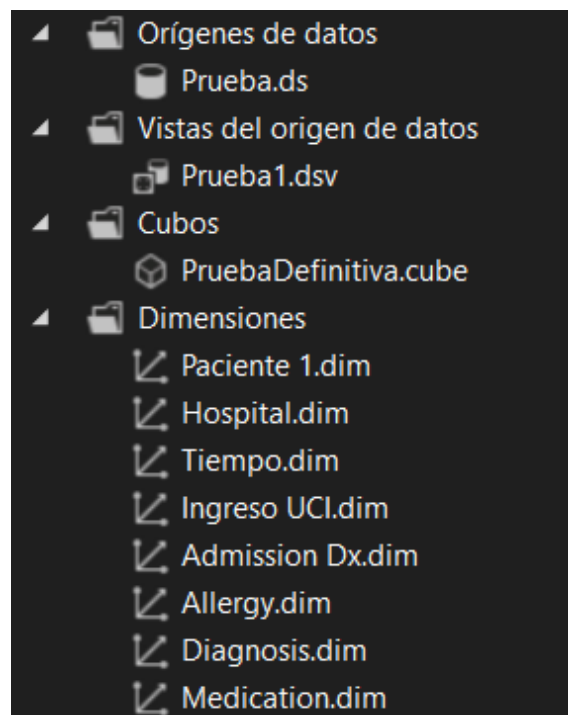 Orígenes de datos
Prueba.ds
Vistas del origen de datos
Prueba1.dsv
Cubos
PruebaDefinitiva.cube
Dimensiones
Paciente 1.dim
Hospital.dim
Tiempo.dim
Ingreso UCI.dim
Admission Dx.dim
Allergy.dim
Diagnosis.dim
Medication.dim